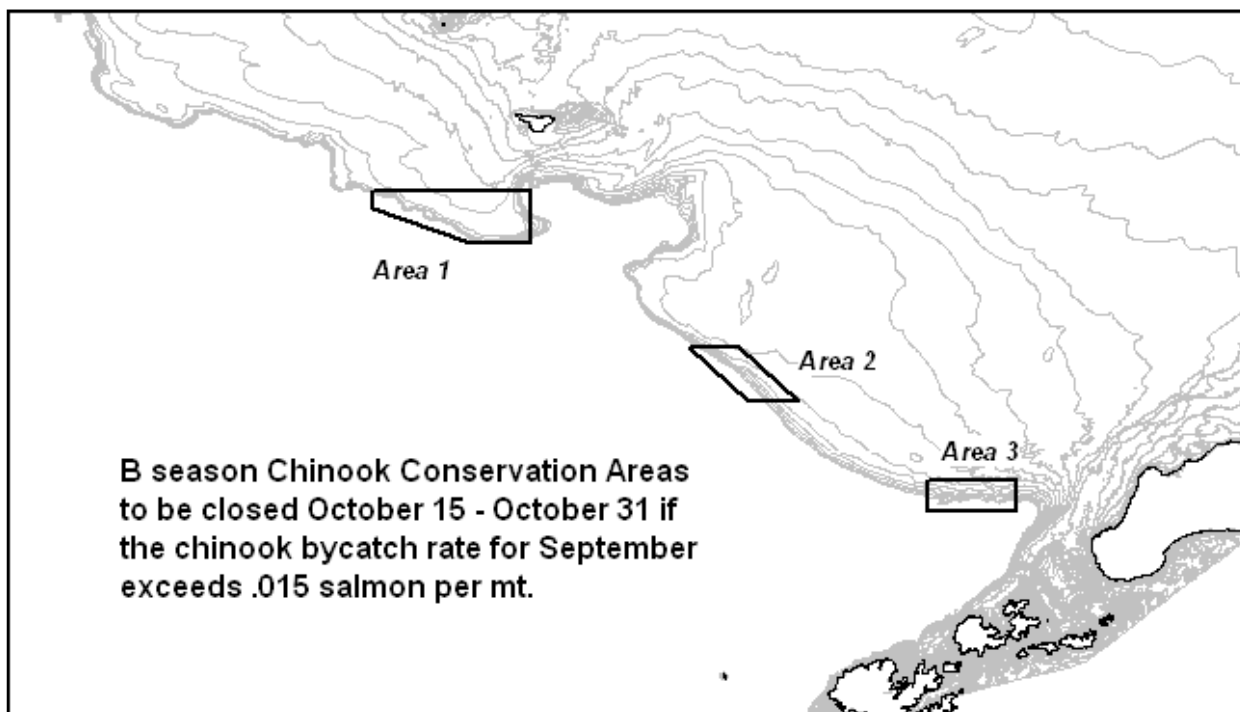 Area 1
Area 2
Area 3
B season Chinook Conservation Areas
to be closed October 15 - October 31 if
the chinook bycatch rate for September
exceeds .015 salmon per mt.